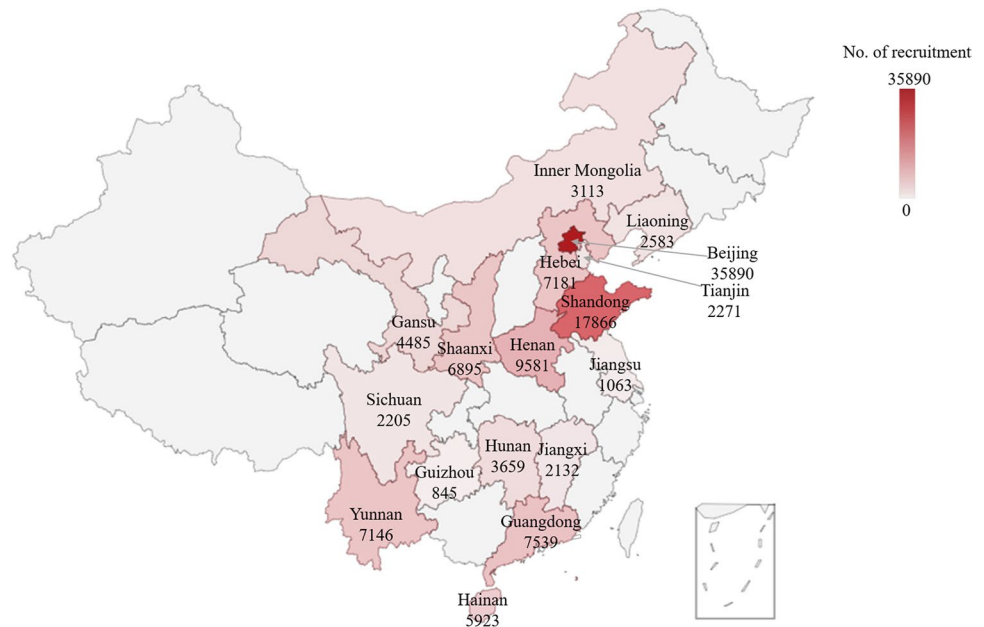 No. of recruitment
35890
0
Inner Mongolia
3113
Liaoning
2583
Beijing
35890
Hebei
7181
Tianjin
2271
Shandong
17866
Gansu
4485
Shaanxi
6895
Henan
9581
Jiangsu
1063
Sichuan
2205
Hunan
3659
Jiangxi
2132
Guizhou
845
Yunnan
7146
Guangdong
7539
Hainan
5923